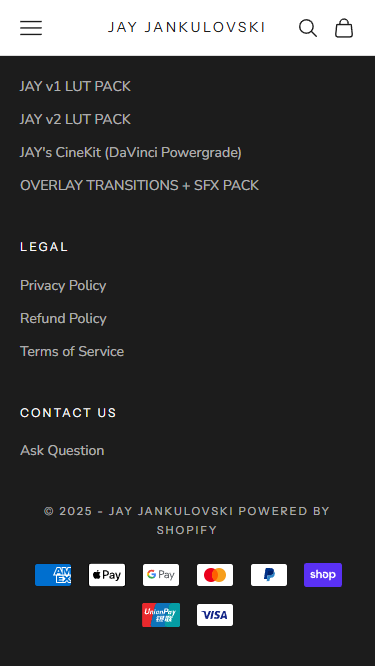 JAY JANKULOVSKI
JAY v1 LUT PACK
JAY v2 LUT PACK
JAY's CineKit (DaVinci Powergrade)
OVERLAY TRANSITIONS + SFX PACK
LEGAL
Privacy Policy
Refund Policy
Terms of Service
CONTACT US
Ask Question
© 2025 - JAY JANKULOVSKI POWERED BY
SHOPIFY
AM
EX
Pay
G Pay
P
shop
UnionPay
银联
VISA